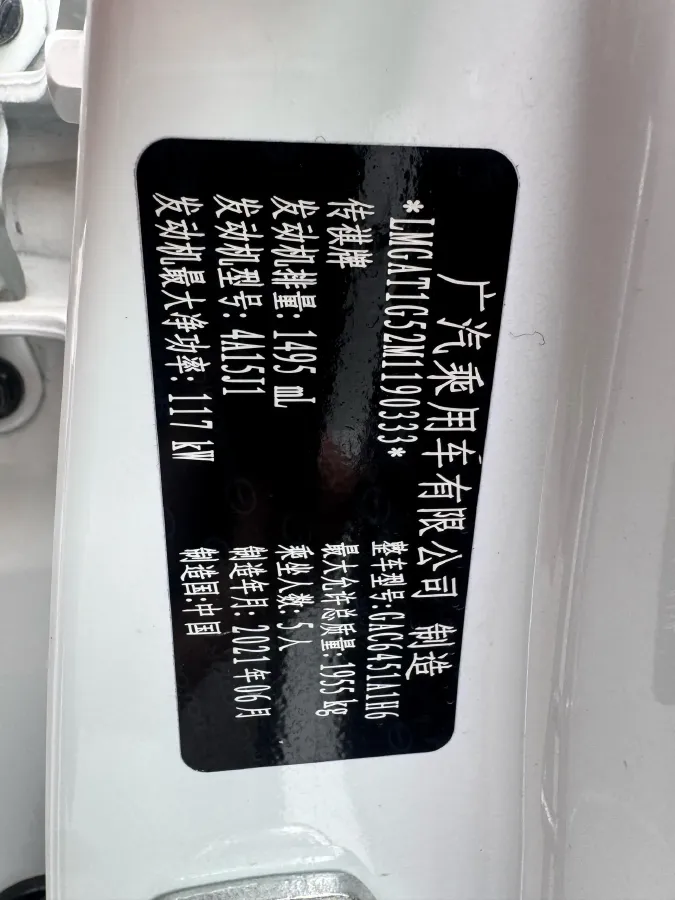 广汽乘用车有限公司 制造
*LMGAT1G52M1190333*
整车型号:GAC6451A1H6
传祺牌
最大允许总质量:1955 kg
发动机排量:1495 mL
乘坐人数:5人
发动机型号:4A15J1
制造年月:2021年06月
发动机最大净功率:117 kW
制造国:中国